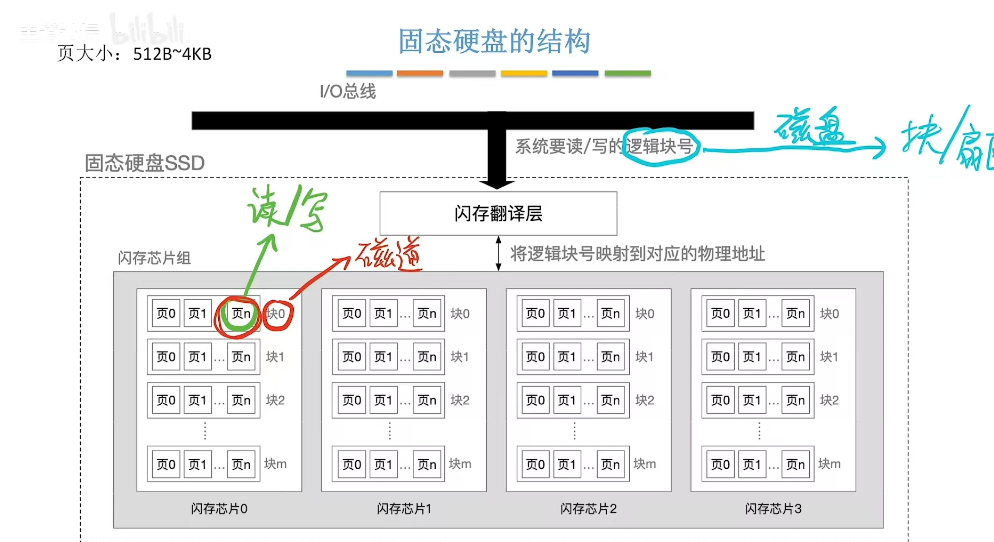 bilibili
固态硬盘的结构
页大小：512B~4KB
I/O总线
系统要读/写的逻辑块号
磁盘
块/扇区
固态硬盘SSD
读/写
闪存翻译层
闪存芯片组
磁道
将逻辑块号映射到对应的物理地址
页0 页1 … 页n 块0 页0 页1 … 页n 块0 页0 页1 … 页n 块0 页0 页1 … 页n 块0
页0 页1 … 页n 块1 页0 页1 … 页n 块1 页0 页1 … 页n 块1 页0 页1 … 页n 块1
页0 页1 … 页n 块2 页0 页1 … 页n 块2 页0 页1 … 页n 块2 页0 页1 … 页n 块2
⋮ ⋮ ⋮ ⋮
页0 页1 … 页n 块m 页0 页1 … 页n 块m 页0 页1 … 页n 块m 页0 页1 … 页n 块m
闪存芯片0 闪存芯片1 闪存芯片2 闪存芯片3